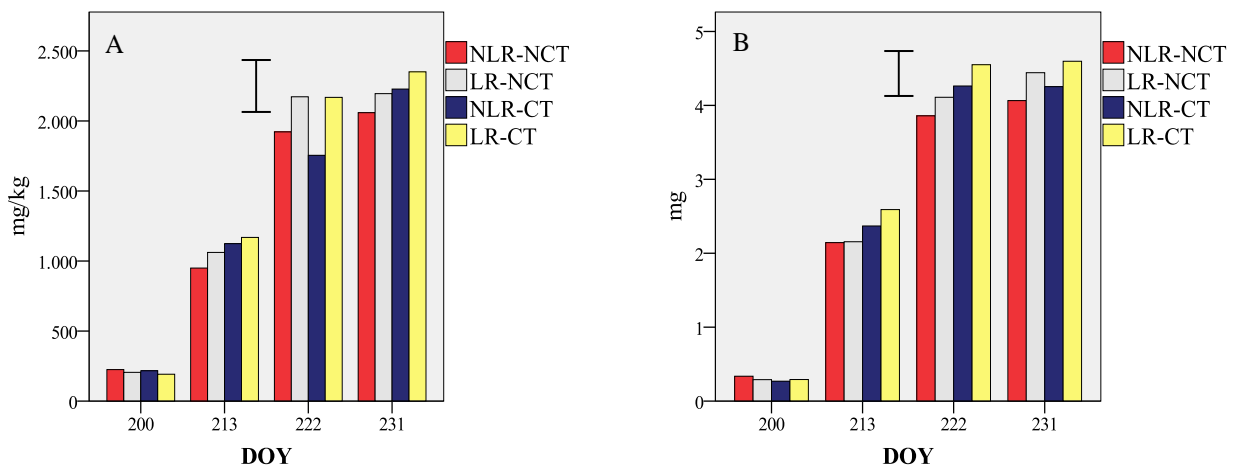 A
2.500
2.000
1.500
1.000
500
0
mg/kg
200 213 222 231
DOY
NLR-NCT
LR-NCT
NLR-CT
LR-CT
B
5
4
3
2
1
0
mg
200 213 222 231
DOY
NLR-NCT
LR-NCT
NLR-CT
LR-CT